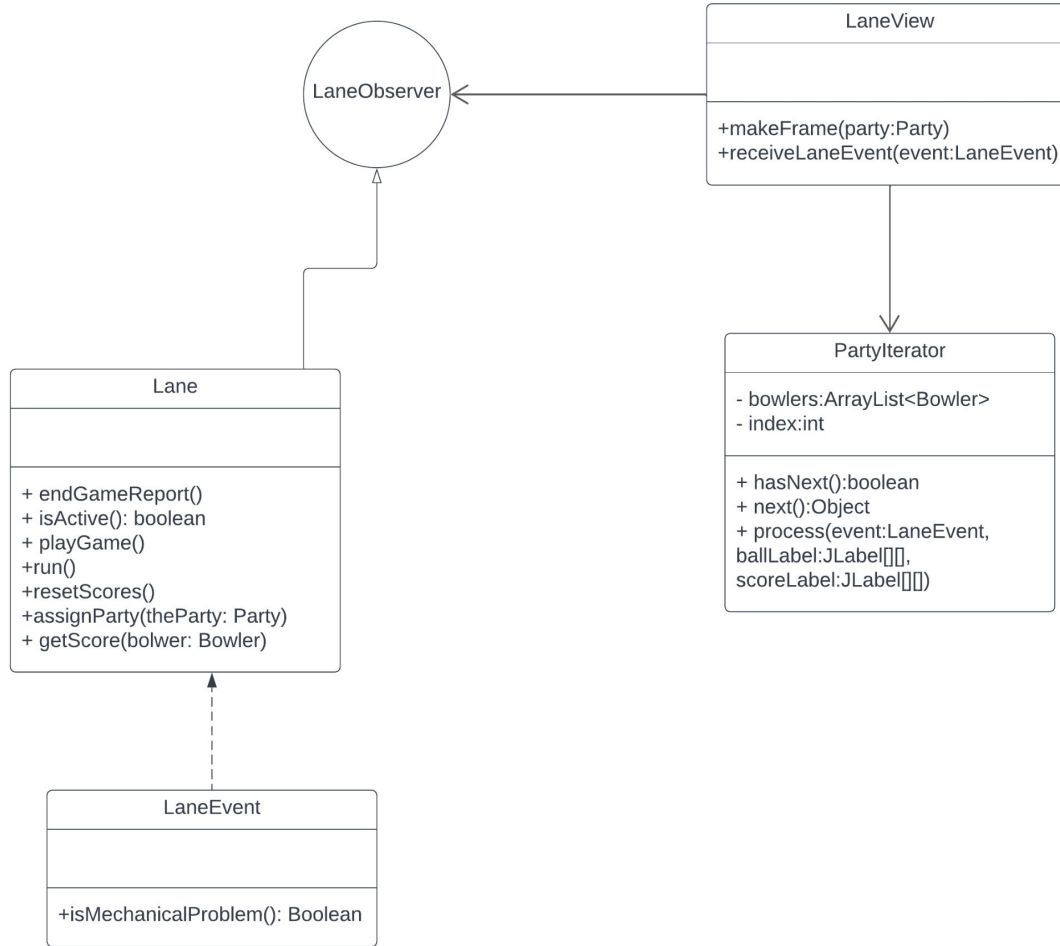 LaneView
+makeFrame(party:Party)
+receiveLaneEvent(event:LaneEvent)
LaneObserver
PartyIterator
- bowlers:ArrayList<Bowler>
- index:int
+ hasNext():boolean
+ next():Object
+ process(event:LaneEvent,
ballLabel:JLabel[][],
scoreLabel:JLabel[][])
Lane
+ endGameReport()
+ isActive(): boolean
+ playGame()
+run()
+resetScores()
+assignParty(theParty: Party)
+ getScore(bolwer: Bowler)
LaneEvent
+isMechanicalProblem(): Boolean